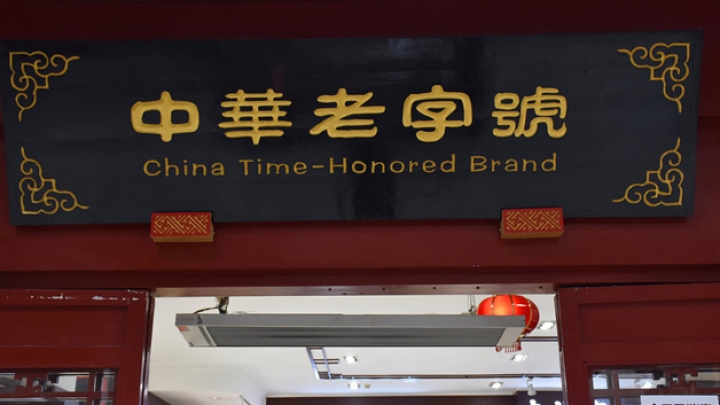 中華老字號
China Time-Honored Brand